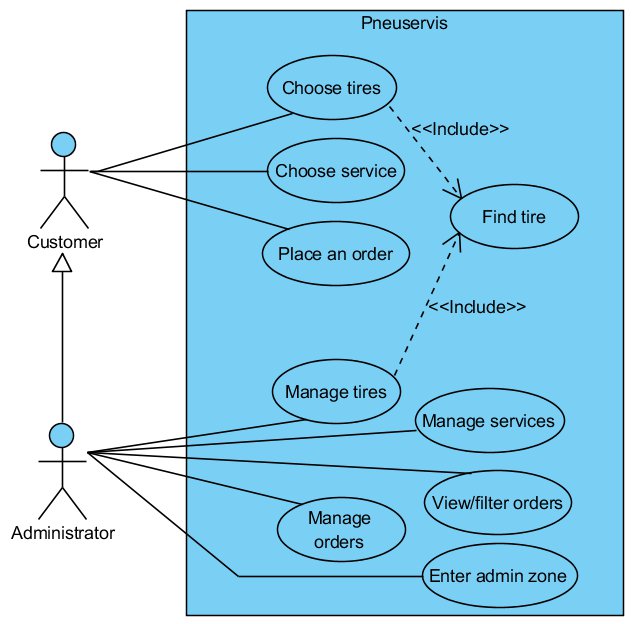 Pneuservis
Choose tires
<<Include>>
Choose service
Customer
Find tire
Place an order
<<Include>>
Manage tires
Manage services
View/filter orders
Administrator
Manage
orders
Enter admin zone